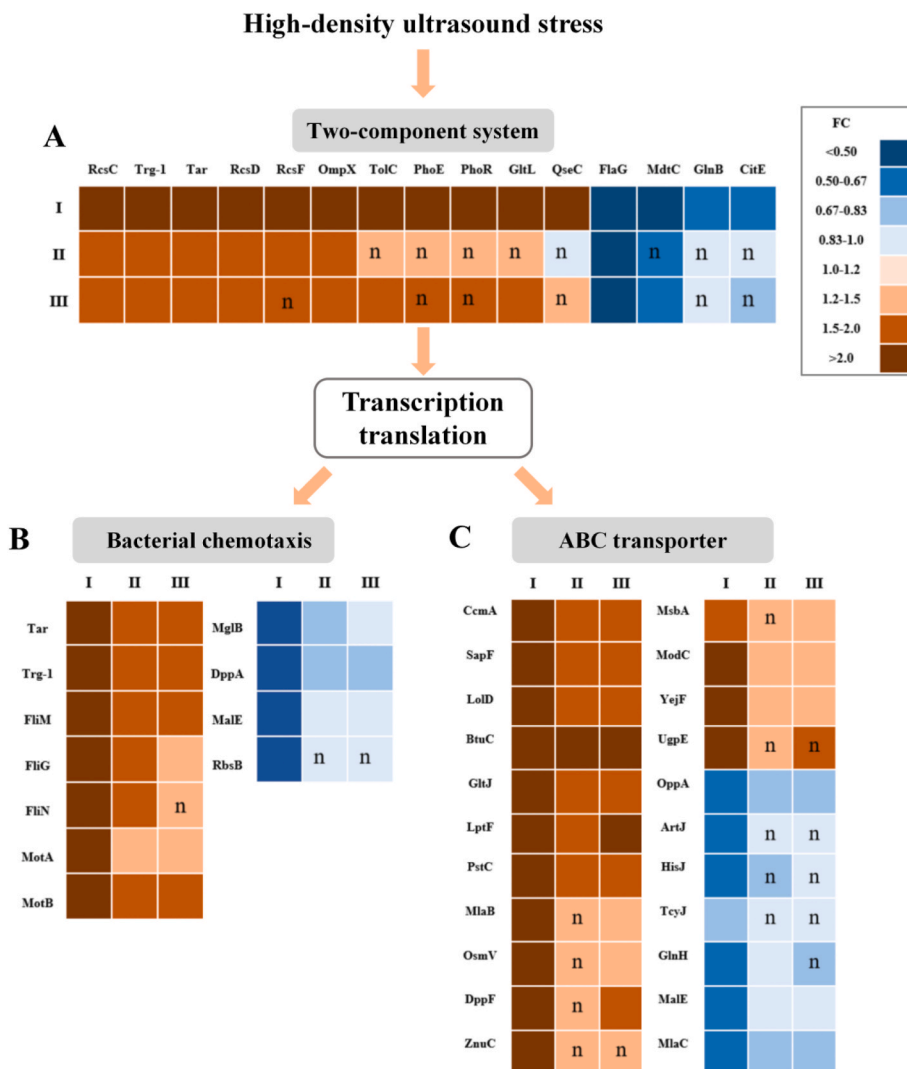 High-density ultrasound stress
A
Two-component system
RcsC Trg-1 Tar RcsD RcsF OmpX TolC PhoE PhoR GltL QseC FlaG MdtC GlnB CitE
I
II n n n n n n n n
III n n n n n n
FC
<0.50
0.50-0.67
0.67-0.83
0.83-1.0
1.0-1.2
1.2-1.5
1.5-2.0
>2.0
Transcription
translation
B
Bacterial chemotaxis
I II III
Tar
Trg-1
FliM
FliG
FliN n
MotA
MotB
I II III
MglB
DppA
MalE
RbsB n n
C
ABC transporter
I II III
CcmA
SapF
LolD
BtuC
GltJ
LptF
PstC
MlaB n
OsmV n
DppF n
ZnuC n n
I II III
MsbA n
ModC
YejF
UgpE n n
OppA
ArtJ n n
HisJ n n
TcyJ n n
GlnH n
MalE
MlaC